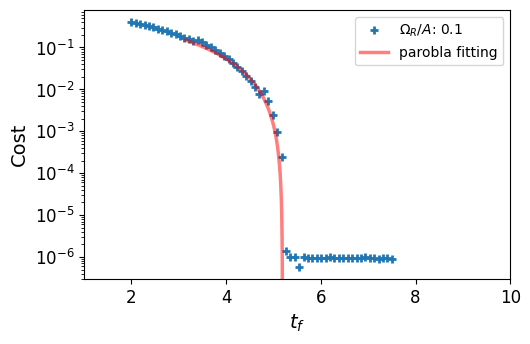 Ω_R/A: 0.1
parobla fitting
Cost
10^{-1}
10^{-2}
10^{-3}
10^{-4}
10^{-5}
10^{-6}
2 4 6 8 10
t_f